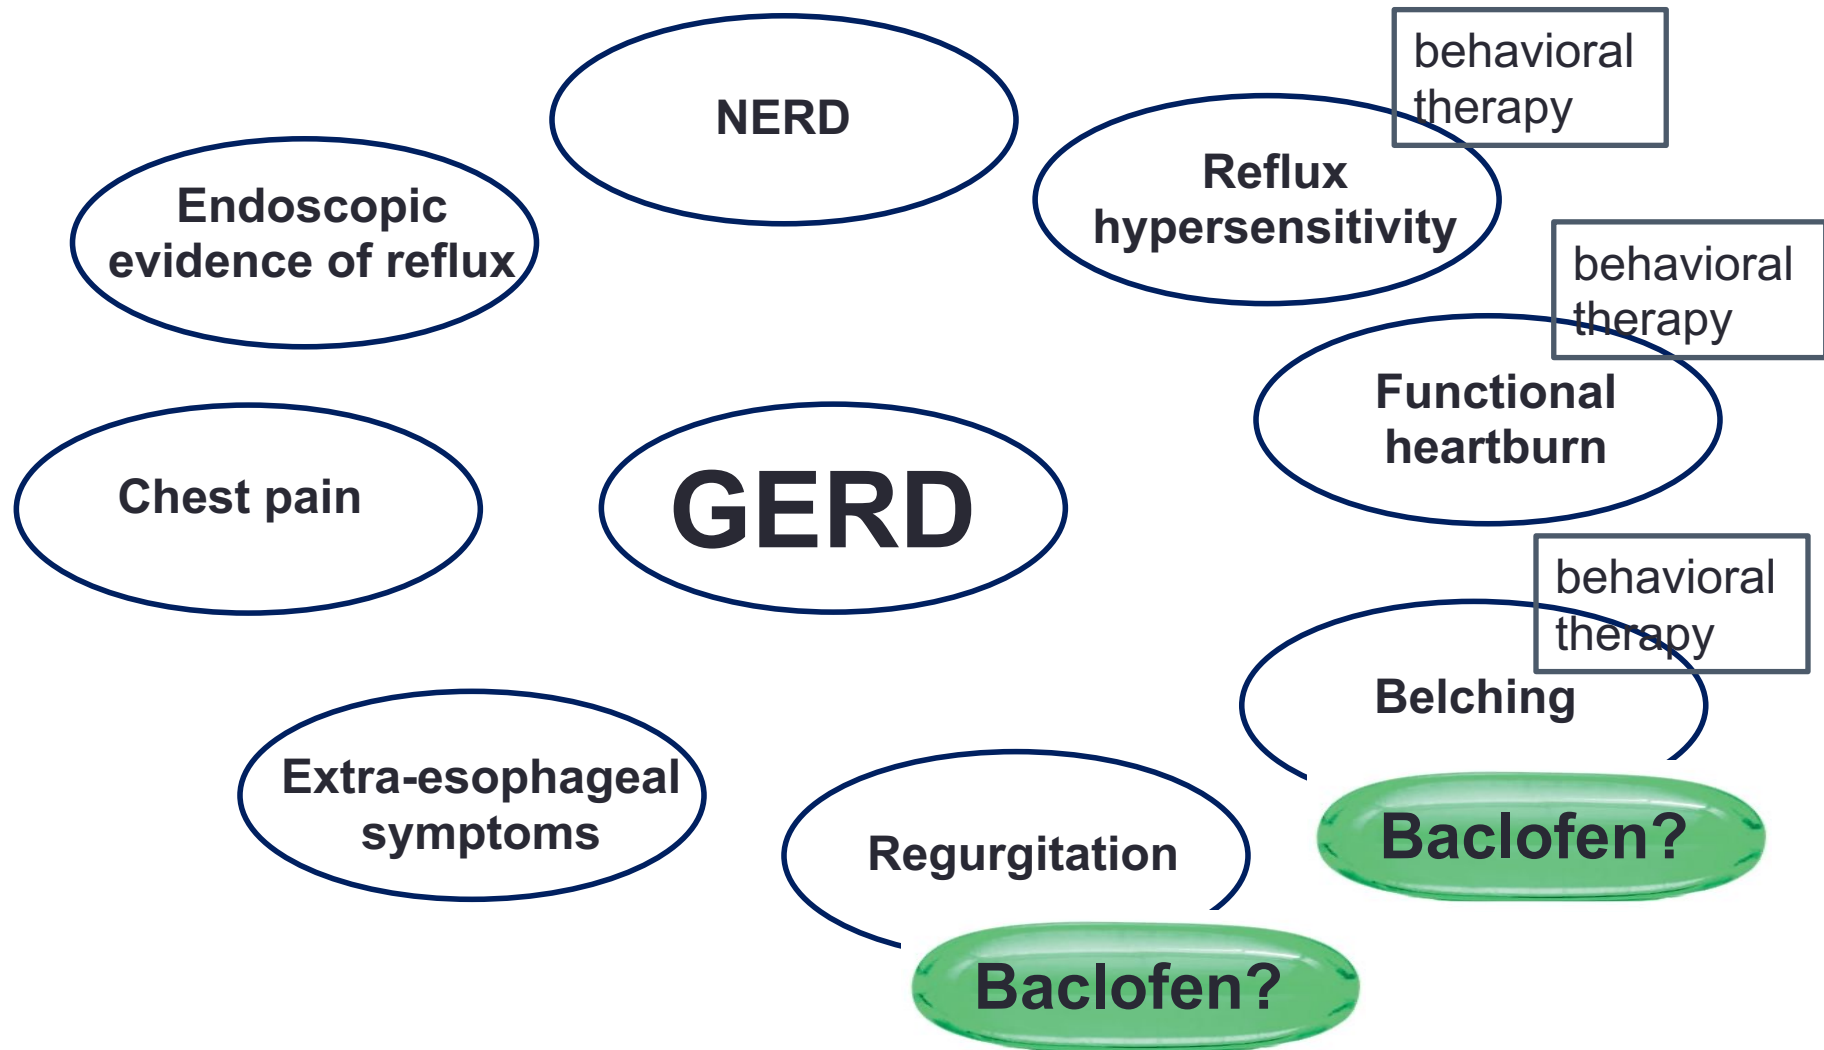 NERD
behavioral
therapy
Reflux
hypersensitivity
Endoscopic
evidence of reflux
behavioral
therapy
Functional
heartburn
Chest pain
GERD
behavioral
therapy
Belching
Extra-esophageal
symptoms
Regurgitation
Baclofen?
Baclofen?